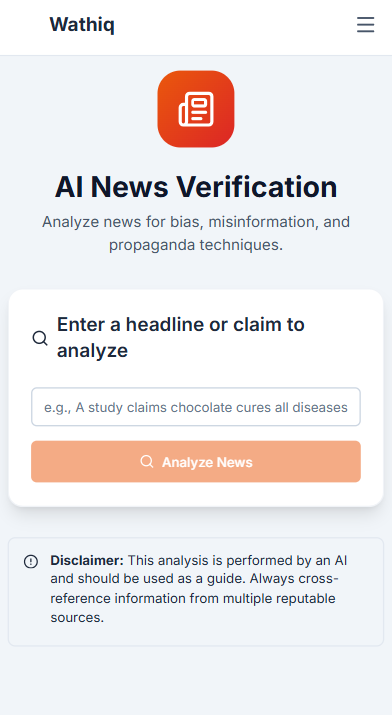 Wathiq
AI News Verification
Analyze news for bias, misinformation, and
propaganda techniques.
Enter a headline or claim to
analyze
e.g., A study claims chocolate cures all diseases
Analyze News
Disclaimer: This analysis is performed by an AI
and should be used as a guide. Always cross-
reference information from multiple reputable
sources.